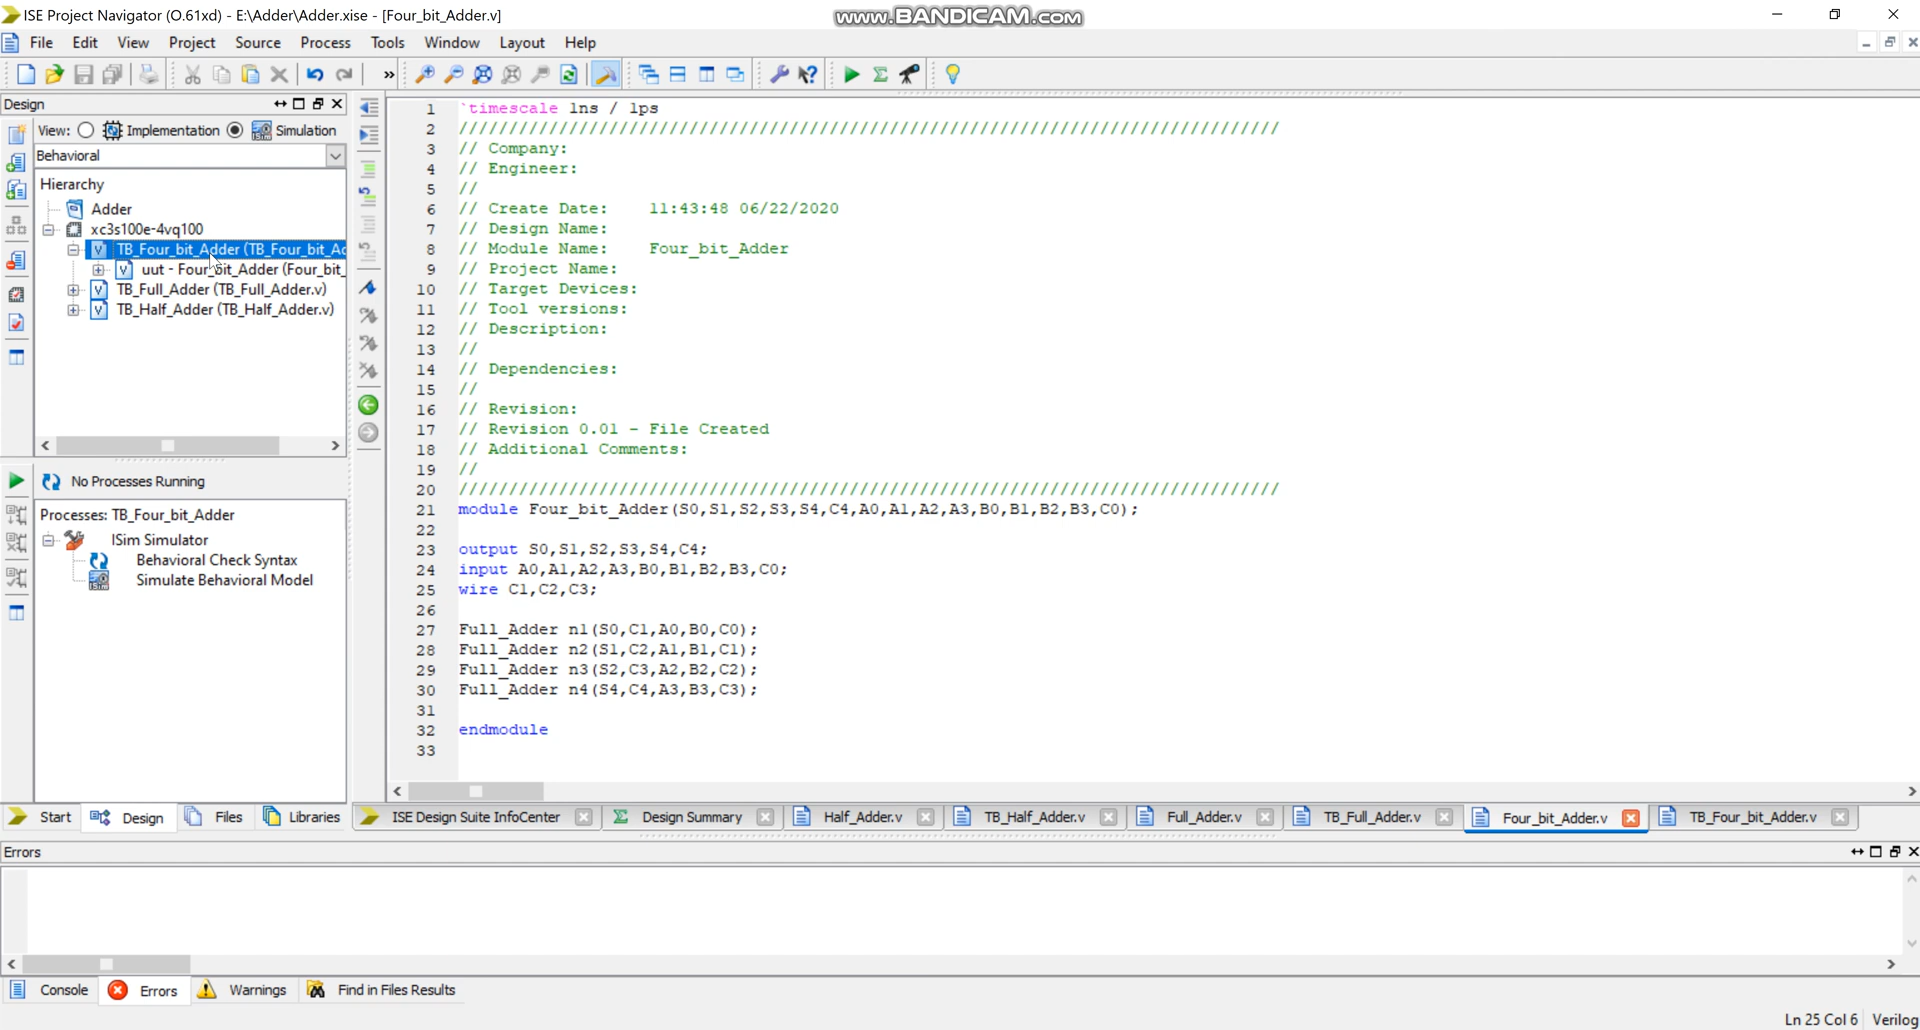 ISE Project Navigator (O.61xd) - E:\Adder\Adder.xise - [Four_bit_Adder.v]
www.BANDICAM.com
File Edit View Project Source Process Tools Window Layout Help
»
Design
View: Implementation Simulation
Behavioral
Hierarchy
Adder
xc3s100e-4vq100
TB_Four_bit_Adder (TB_Four_bit_Ad
uut - Four_bit_Adder (Four_bit_
TB_Full_Adder (TB_Full_Adder.v)
TB_Half_Adder (TB_Half_Adder.v)
No Processes Running
Processes: TB_Four_bit_Adder
ISim Simulator
Behavioral Check Syntax
Simulate Behavioral Model
Start Design Files Libraries
1 `timescale 1ns / 1ps
2 //////////////////////////////////////////////////////////////////////////////////
3 // Company:
4 // Engineer:
5 //
6 // Create Date:    11:43:48 06/22/2020
7 // Design Name:
8 // Module Name:    Four_bit_Adder
9 // Project Name:
10 // Target Devices:
11 // Tool versions:
12 // Description:
13 //
14 // Dependencies:
15 //
16 // Revision:
17 // Revision 0.01 - File Created
18 // Additional Comments:
19 //
20 //////////////////////////////////////////////////////////////////////////////////
21 module Four_bit_Adder(S0,S1,S2,S3,S4,C4,A0,A1,A2,A3,B0,B1,B2,B3,C0);
22
23 output S0,S1,S2,S3,S4,C4;
24 input A0,A1,A2,A3,B0,B1,B2,B3,C0;
25 wire C1,C2,C3;
26
27 Full_Adder n1(S0,C1,A0,B0,C0);
28 Full_Adder n2(S1,C2,A1,B1,C1);
29 Full_Adder n3(S2,C3,A2,B2,C2);
30 Full_Adder n4(S4,C4,A3,B3,C3);
31
32 endmodule
33
ISE Design Suite InfoCenter Design Summary Half_Adder.v TB_Half_Adder.v Full_Adder.v TB_Full_Adder.v Four_bit_Adder.v TB_Four_bit_Adder.v
Errors
Console Errors Warnings Find in Files Results
Ln 25 Col 6 Verilog